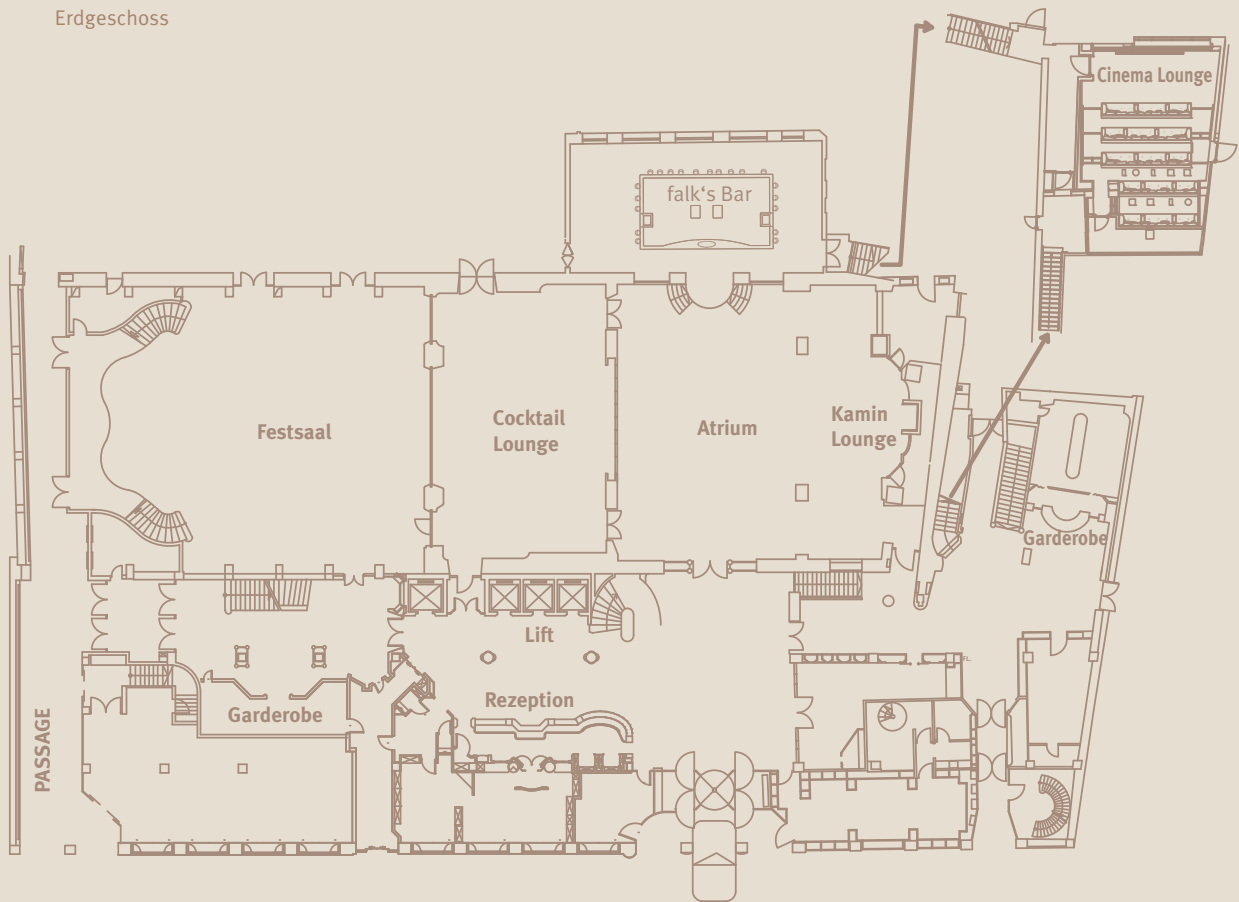 Erdgeschoss
Cinema Lounge
falk‘s Bar
Festsaal
Cocktail
Lounge
Atrium
Kamin
Lounge
Garderobe
Lift
Rezeption
Garderobe
PASSAGE